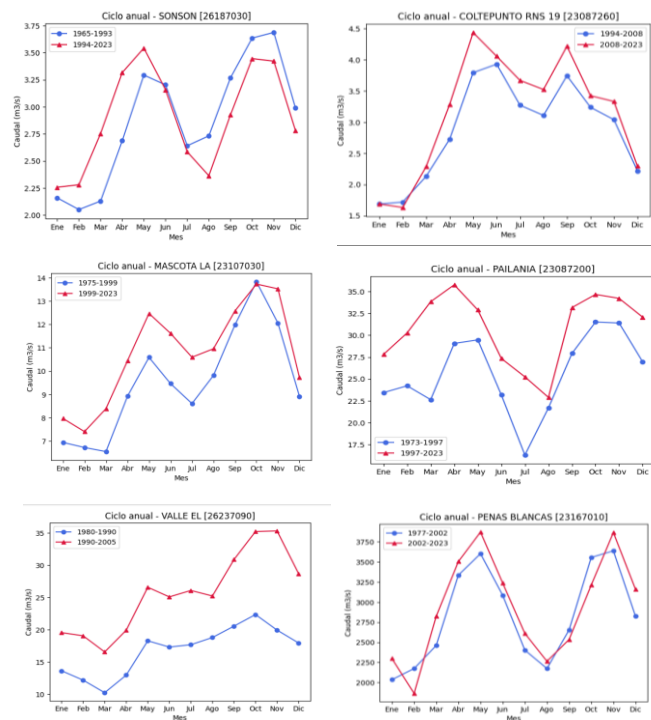 Ciclo anual - SONSON [26187030]
1965-1993
1994-2023
Caudal (m3/s)
3.75
3.50
3.25
3.00
2.75
2.50
2.25
2.00
Ene Feb Mar Abr May Jun Jul Ago Sep Oct Nov Dic
Mes
Ciclo anual - COLTEPUNTO RNS 19 [23087260]
1994-2008
2008-2023
Caudal (m3/s)
4.5
4.0
3.5
3.0
2.5
2.0
1.5
Ene Feb Mar Abr May Jun Jul Ago Sep Oct Nov Dic
Mes
Ciclo anual - MASCOTA LA [23107030]
1975-1999
1999-2023
Caudal (m3/s)
14
13
12
11
10
9
8
7
Ene Feb Mar Abr May Jun Jul Ago Sep Oct Nov Dic
Mes
Ciclo anual - PAILANIA [23087200]
1973-1997
1997-2023
Caudal (m3/s)
35.0
32.5
30.0
27.5
25.0
22.5
20.0
17.5
Ene Feb Mar Abr May Jun Jul Ago Sep Oct Nov Dic
Mes
Ciclo anual - VALLE EL [26237090]
1980-1990
1990-2005
Caudal (m3/s)
35
30
25
20
15
10
Ene Feb Mar Abr May Jun Jul Ago Sep Oct Nov Dic
Mes
Ciclo anual - PENAS BLANCAS [23167010]
1977-2002
2002-2023
Caudal (m3/s)
3750
3500
3250
3000
2750
2500
2250
2000
Ene Feb Mar Abr May Jun Jul Ago Sep Oct Nov Dic
Mes